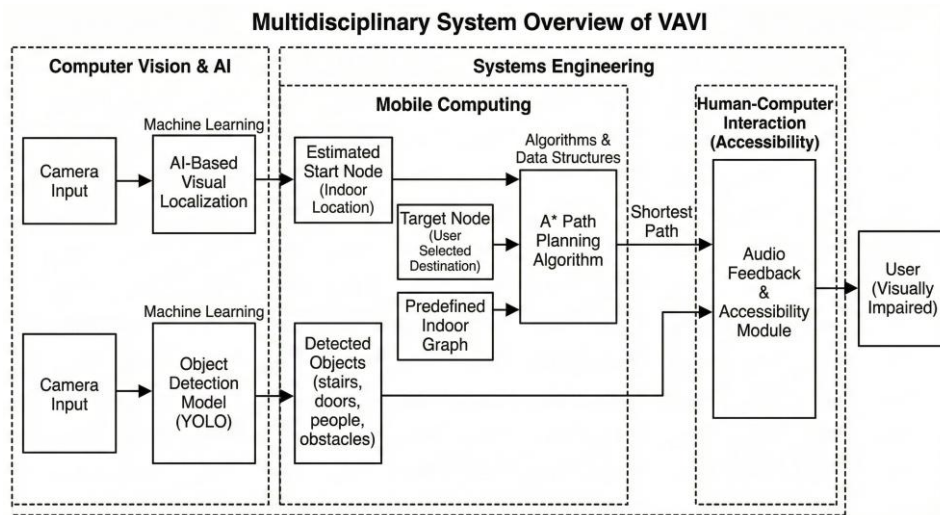 Multidisciplinary System Overview of VAVI
Computer Vision & AI
Systems Engineering
Mobile Computing
Human-Computer
Interaction
(Accessibility)
Machine Learning
Camera
Input
AI-Based
Visual
Localization
Estimated
Start Node
(Indoor
Location)
Algorithms &
Data Structures
Target Node
(User
Selected
Destination)
Predefined
Indoor
Graph
A* Path
Planning
Algorithm
Shortest
Path
Audio
Feedback
&
Accessibility
Module
User
(Visually
Impaired)
Machine Learning
Camera
Input
Object
Detection
Model
(YOLO)
Detected
Objects
(stairs,
doors,
people,
obstacles)